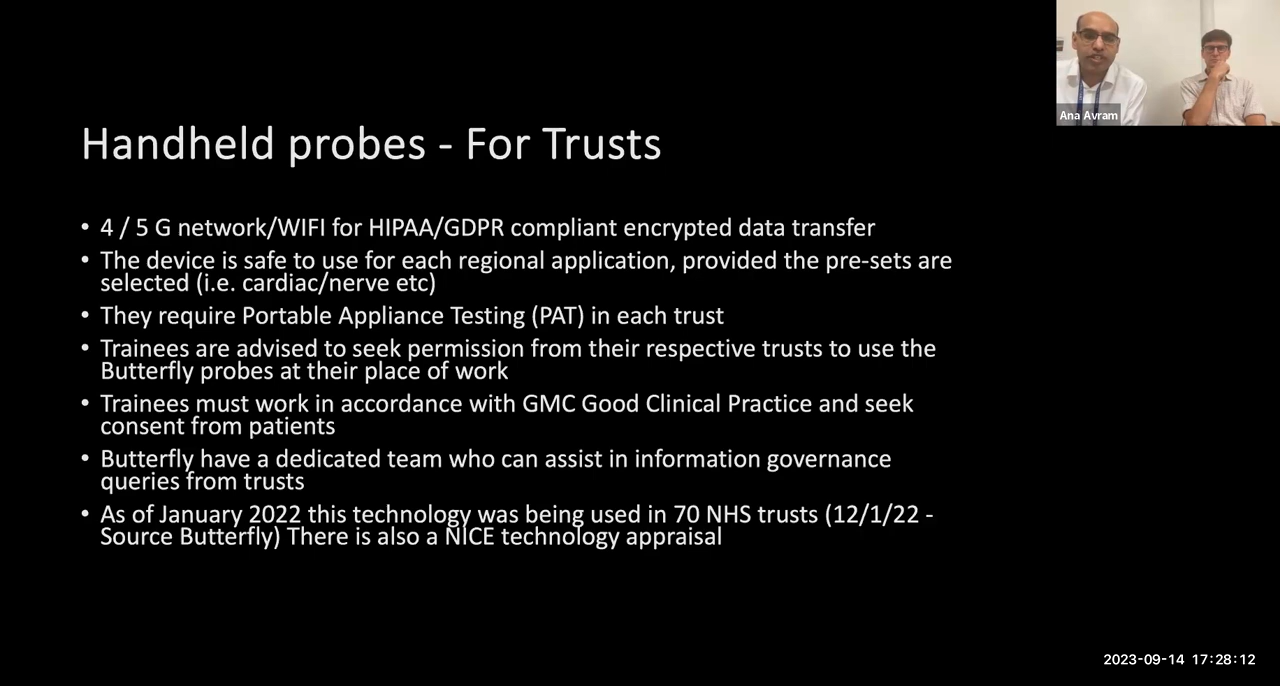 Ana Avram
Handheld probes - For Trusts
• 4 / 5 G network/WIFI for HIPAA/GDPR compliant encrypted data transfer
• The device is safe to use for each regional application, provided the pre-sets are
selected (i.e. cardiac/nerve etc)
• They require Portable Appliance Testing (PAT) in each trust
• Trainees are advised to seek permission from their respective trusts to use the
Butterfly probes at their place of work
• Trainees must work in accordance with GMC Good Clinical Practice and seek
consent from patients
• Butterfly have a dedicated team who can assist in information governance
queries from trusts
• As of January 2022 this technology was being used in 70 NHS trusts (12/1/22 -
Source Butterfly) There is also a NICE technology appraisal
2023-09-14 17:28:12